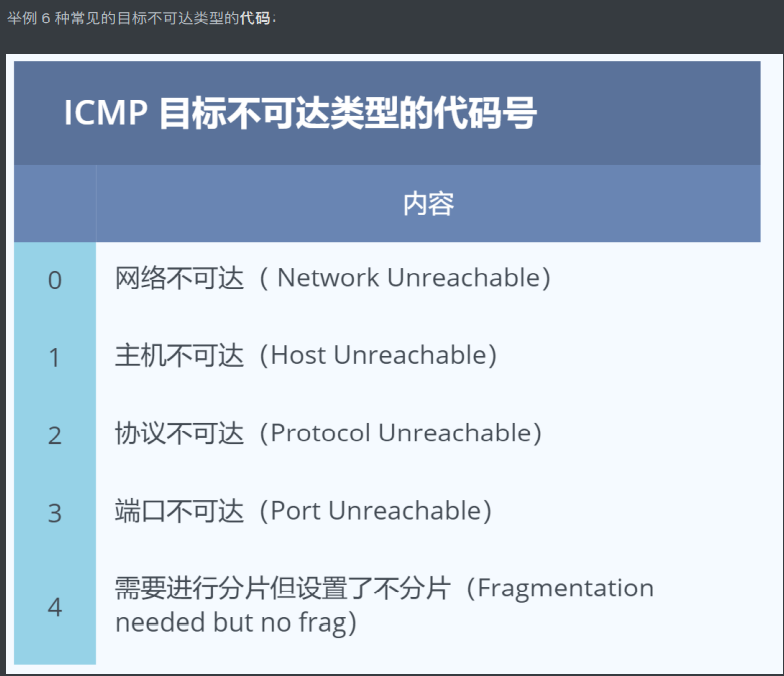 举例 6 种常见的目标不可达类型的代码：
ICMP 目标不可达类型的代码号
内容
0 网络不可达（ Network Unreachable）
1 主机不可达（Host Unreachable）
2 协议不可达（Protocol Unreachable）
3 端口不可达（Port Unreachable）
4 需要进行分片但设置了不分片（Fragmentation
needed but no frag）